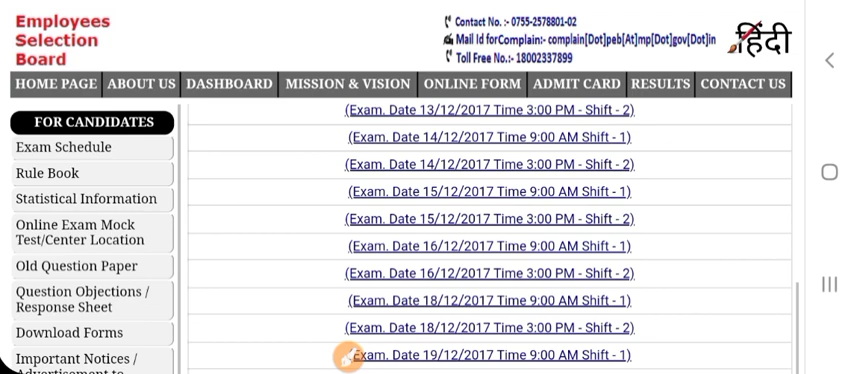 Employees
Selection
Board
Contact No. :- 0755-2578801-02
Mail Id forComplain:- complain[Dot]peb[At]mp[Dot]gov[Dot]in
Toll Free No.:- 18002337899
हिंदी
HOME PAGE ABOUT US DASHBOARD MISSION & VISION ONLINE FORM ADMIT CARD RESULTS CONTACT US
FOR CANDIDATES
Exam Schedule
Rule Book
Statistical Information
Online Exam Mock
Test/Center Location
Old Question Paper
Question Objections /
Response Sheet
Download Forms
Important Notices /
Advertisement to
(Exam. Date 13/12/2017 Time 3:00 PM - Shift - 2)
(Exam. Date 14/12/2017 Time 9:00 AM Shift - 1)
(Exam. Date 14/12/2017 Time 3:00 PM - Shift - 2)
(Exam. Date 15/12/2017 Time 9:00 AM Shift - 1)
(Exam. Date 15/12/2017 Time 3:00 PM - Shift - 2)
(Exam. Date 16/12/2017 Time 9:00 AM Shift - 1)
(Exam. Date 16/12/2017 Time 3:00 PM - Shift - 2)
(Exam. Date 18/12/2017 Time 9:00 AM Shift - 1)
(Exam. Date 18/12/2017 Time 3:00 PM - Shift - 2)
Exam. Date 19/12/2017 Time 9:00 AM Shift - 1)